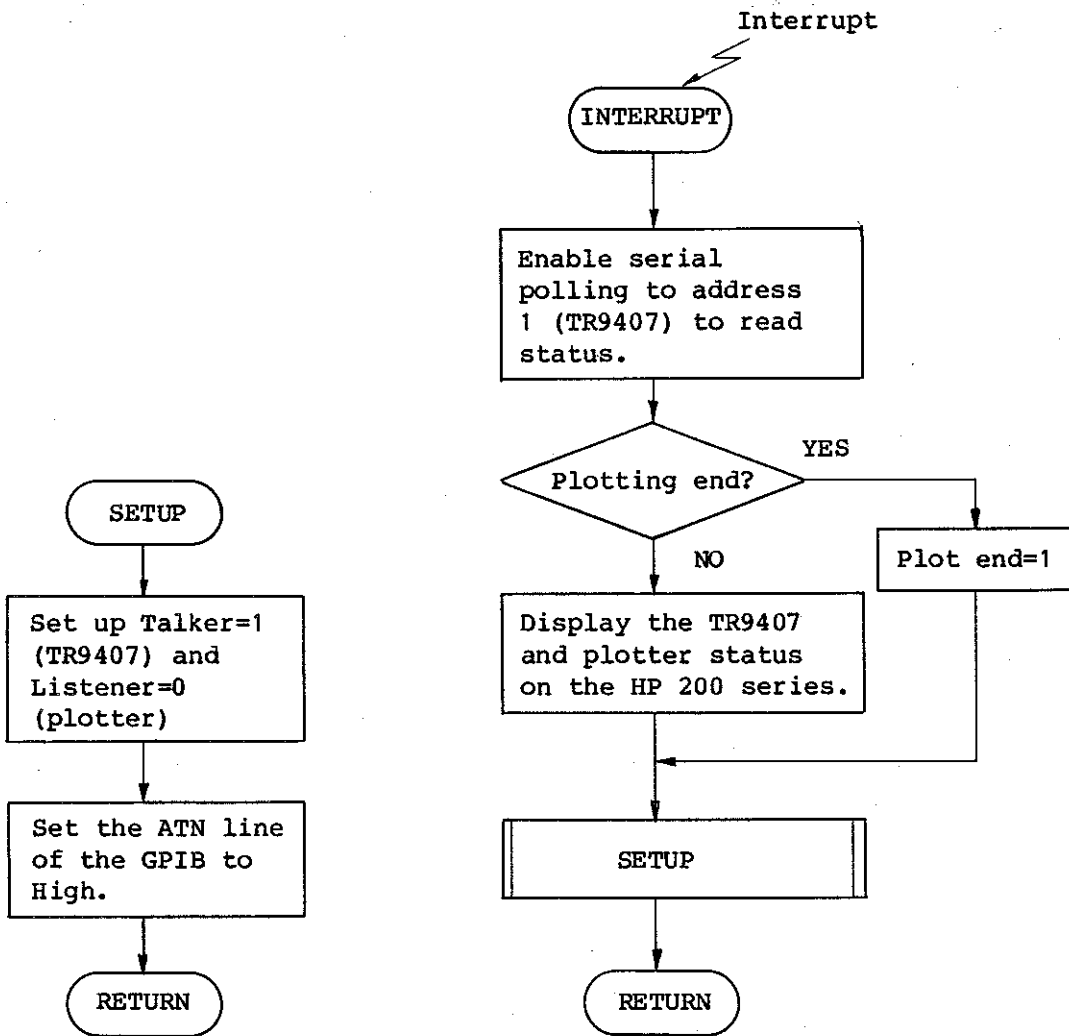 Interrupt
INTERRUPT
Enable serial
polling to address
1 (TR9407) to read
status.
Plotting end?
YES
NO
Plot end=1
Display the TR9407
and plotter status
on the HP 200 series.
SETUP
RETURN
SETUP
Set up Talker=1
(TR9407) and
Listener=0
(plotter)
Set the ATN line
of the GPIB to
High.
RETURN